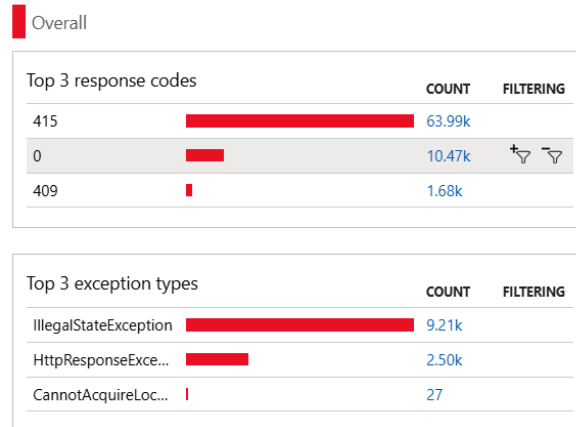 Overall
Top 3 response codes COUNT FILTERING
415 63.99k
0 10.47k
409 1.68k
Top 3 exception types COUNT FILTERING
IllegalStateException 9.21k
HttpResponseExce... 2.50k
CannotAcquireLoc... 27